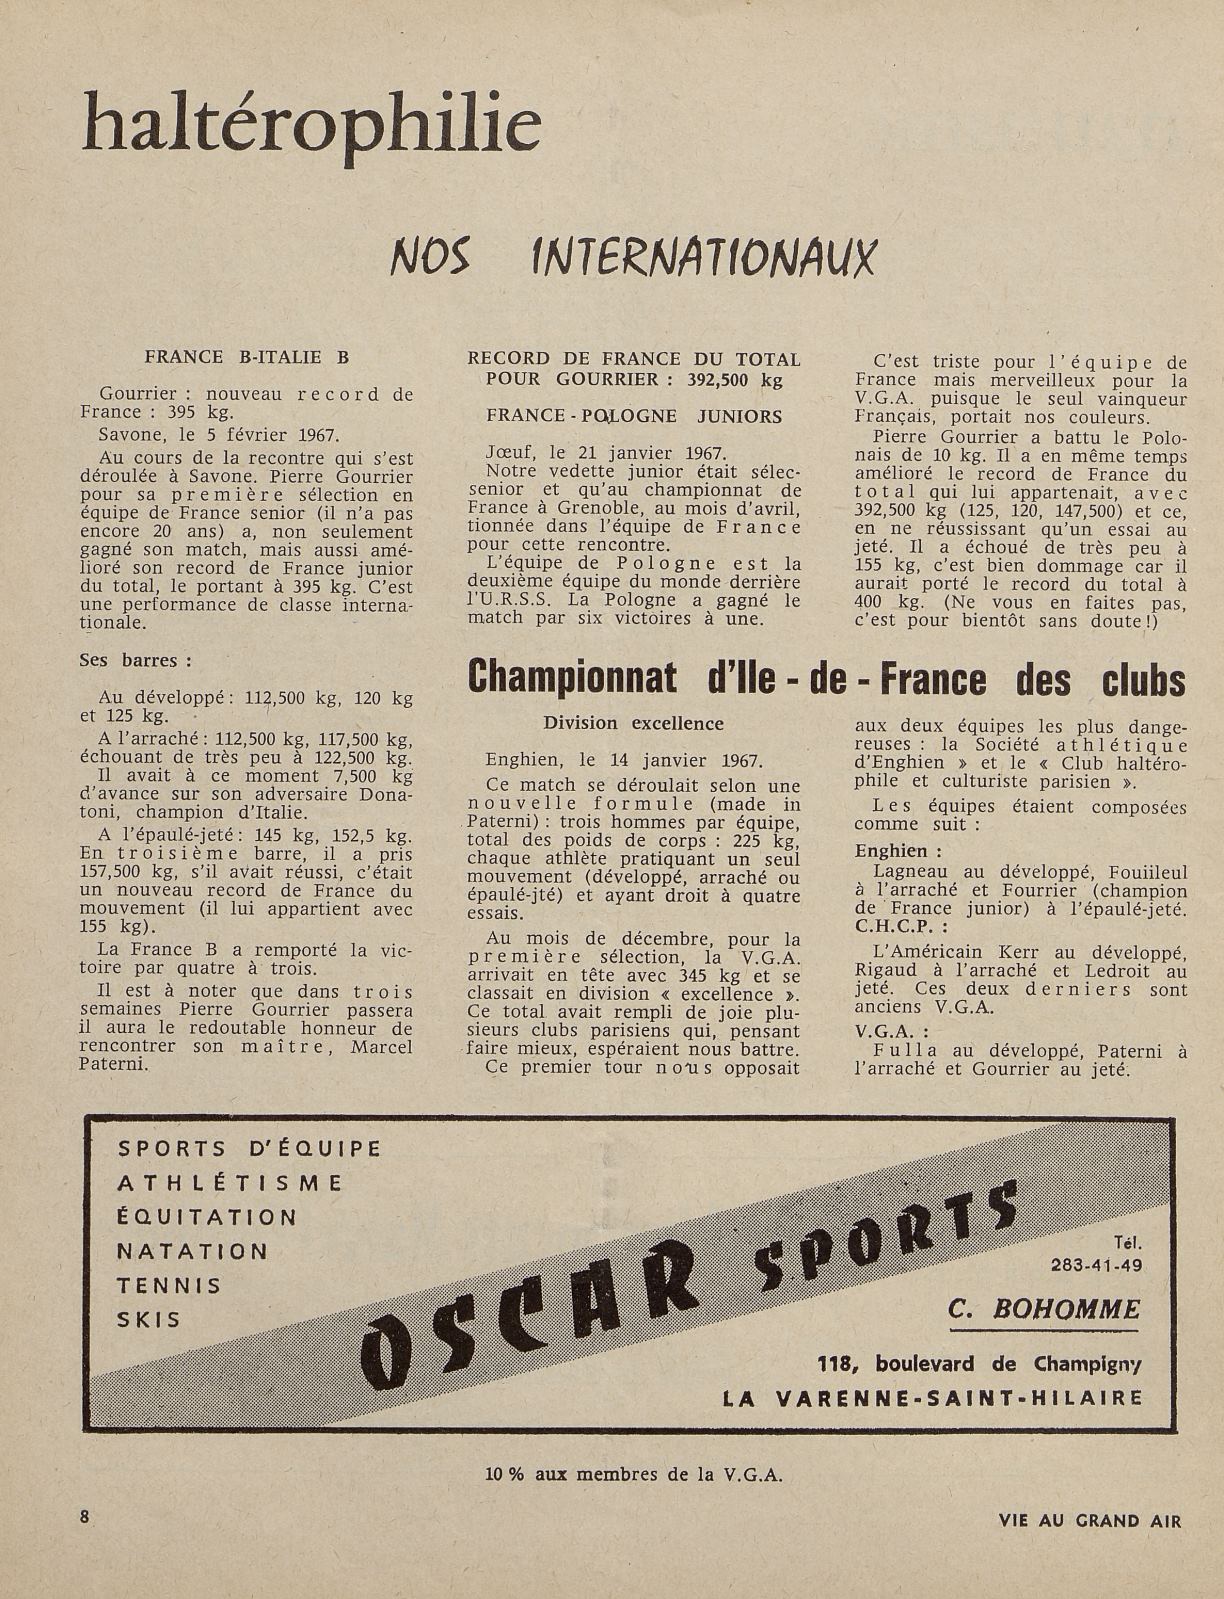 haltérophilie
NOS INTERNATIONAUX
FRANCE B-ITALIE B
Gourrier : nouveau record de
France : 395 kg.
Savone, le 5 février 1967.
Au cours de la recontre qui s'est
déroulée à Savone. Pierre Gourrier
pour sa première sélection en
équipe de France senior (il n'a pas
encore 20 ans) a, non seulement
gagné son match, mais aussi amé-
lioré son record de France junior
du total, le portant à 395 kg. C'est
une performance de classe interna-
tionale.
Ses barres :
Au développé : 112,500 kg, 120 kg
et 125 kg.
A l'arraché : 112,500 kg, 117,500 kg,
échouant de très peu à 122,500 kg.
Il avait à ce moment 7,500 kg
d'avance sur son adversaire Dona-
toni, champion d'Italie.
A l'épaulé-jeté : 145 kg, 152,5 kg.
En troisième barre, il a pris
157,500 kg, s'il avait réussi, c'était
un nouveau record de France du
mouvement (il lui appartient avec
155 kg).
La France B a remporté la vic-
toire par quatre à trois.
Il est à noter que dans trois
semaines Pierre Gourrier passera
il aura le redoutable honneur de
rencontrer son maître, Marcel
Paterni.
RECORD DE FRANCE DU TOTAL
POUR GOURRIER : 392,500 kg
FRANCE - POLOGNE JUNIORS
Jœuf, le 21 janvier 1967.
Notre vedette junior était sélec-
senior et qu'au championnat de
France à Grenoble, au mois d'avril,
tionnée dans l'équipe de France
pour cette rencontre.
L'équipe de Pologne est la
deuxième équipe du monde derrière
l'U.R.S.S. La Pologne a gagné le
match par six victoires à une.
C'est triste pour l'équipe de
France mais merveilleux pour la
V.G.A. puisque le seul vainqueur
Français, portait nos couleurs.
Pierre Gourrier a battu le Polo-
nais de 10 kg. Il a en même temps
amélioré le record de France du
total qui lui appartenait, avec
392,500 kg (125, 120, 147,500) et ce,
en ne réussissant qu'un essai au
jeté. Il a échoué de très peu à
155 kg, c'est bien dommage car il
aurait porté le record du total à
400 kg. (Ne vous en faites pas,
c'est pour bientôt sans doute !)
Championnat d'Ile - de - France des clubs
Division excellence
Enghien, le 14 janvier 1967.
Ce match se déroulait selon une
nouvelle formule (made in
Paterni) : trois hommes par équipe,
total des poids de corps : 225 kg,
chaque athlète pratiquant un seul
mouvement (développé, arraché ou
épaulé-jté) et ayant droit à quatre
essais.
Au mois de décembre, pour la
première sélection, la V.G.A.
arrivait en tête avec 345 kg et se
classait en division « excellence ».
Ce total avait rempli de joie plu-
sieurs clubs parisiens qui, pensant
faire mieux, espéraient nous battre.
Ce premier tour nous opposait
aux deux équipes les plus dange-
reuses : la Société athlétique
d'Enghien » et le « Club haltéro-
phile et culturiste parisien ».
Les équipes étaient composées
comme suit :
Enghien :
Lagneau au développé, Fouiileul
à l'arraché et Fourrier (champion
de France junior) à l'épaulé-jeté.
C.H.C.P. :
L'Américain Kerr au développé,
Rigaud à l'arraché et Ledroit au
jeté. Ces deux derniers sont
anciens V.G.A.
V.G.A. :
Fulla au développé, Paterni à
l'arraché et Gourrier au jeté.
SPORTS D'ÉQUIPE
ATHLÉTISME
ÉQUITATION
NATATION
TENNIS
SKIS
OSCAR SPORTS
Tél.
283-41-49
C. BOHOMME
118, boulevard de Champigny
LA VARENNE-SAINT-HILAIRE
10 % aux membres de la V.G.A.
8
VIE AU GRAND AIR